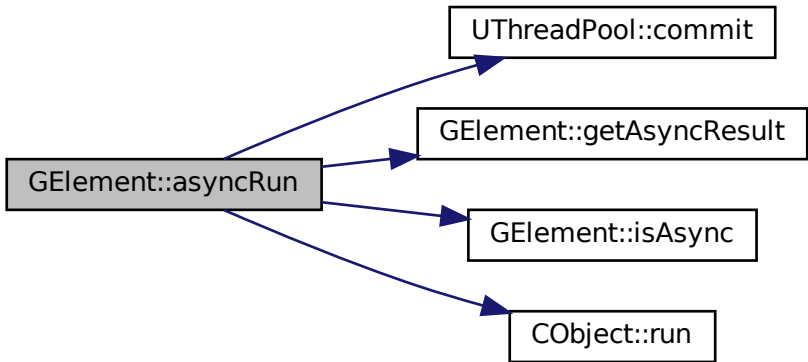 UThreadPool::commit
GElement::getAsyncResult
GElement::asyncRun
GElement::isAsync
CObject::run